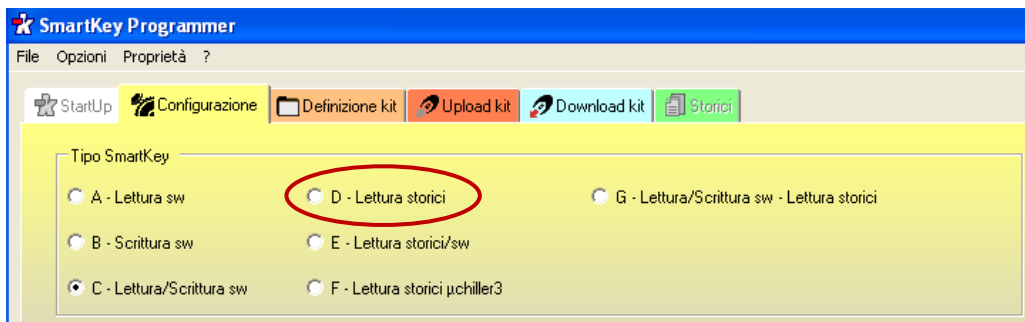 SmartKey Programmer
File Opzioni Proprietà ?
StartUp Configurazione Definizione kit Upload kit Download kit Storici
Tipo SmartKey
A - Lettura sw D - Lettura storici G - Lettura/Scrittura sw - Lettura storici
B - Scrittura sw E - Lettura storici/sw
C - Lettura/Scrittura sw F - Lettura storici µchiller3